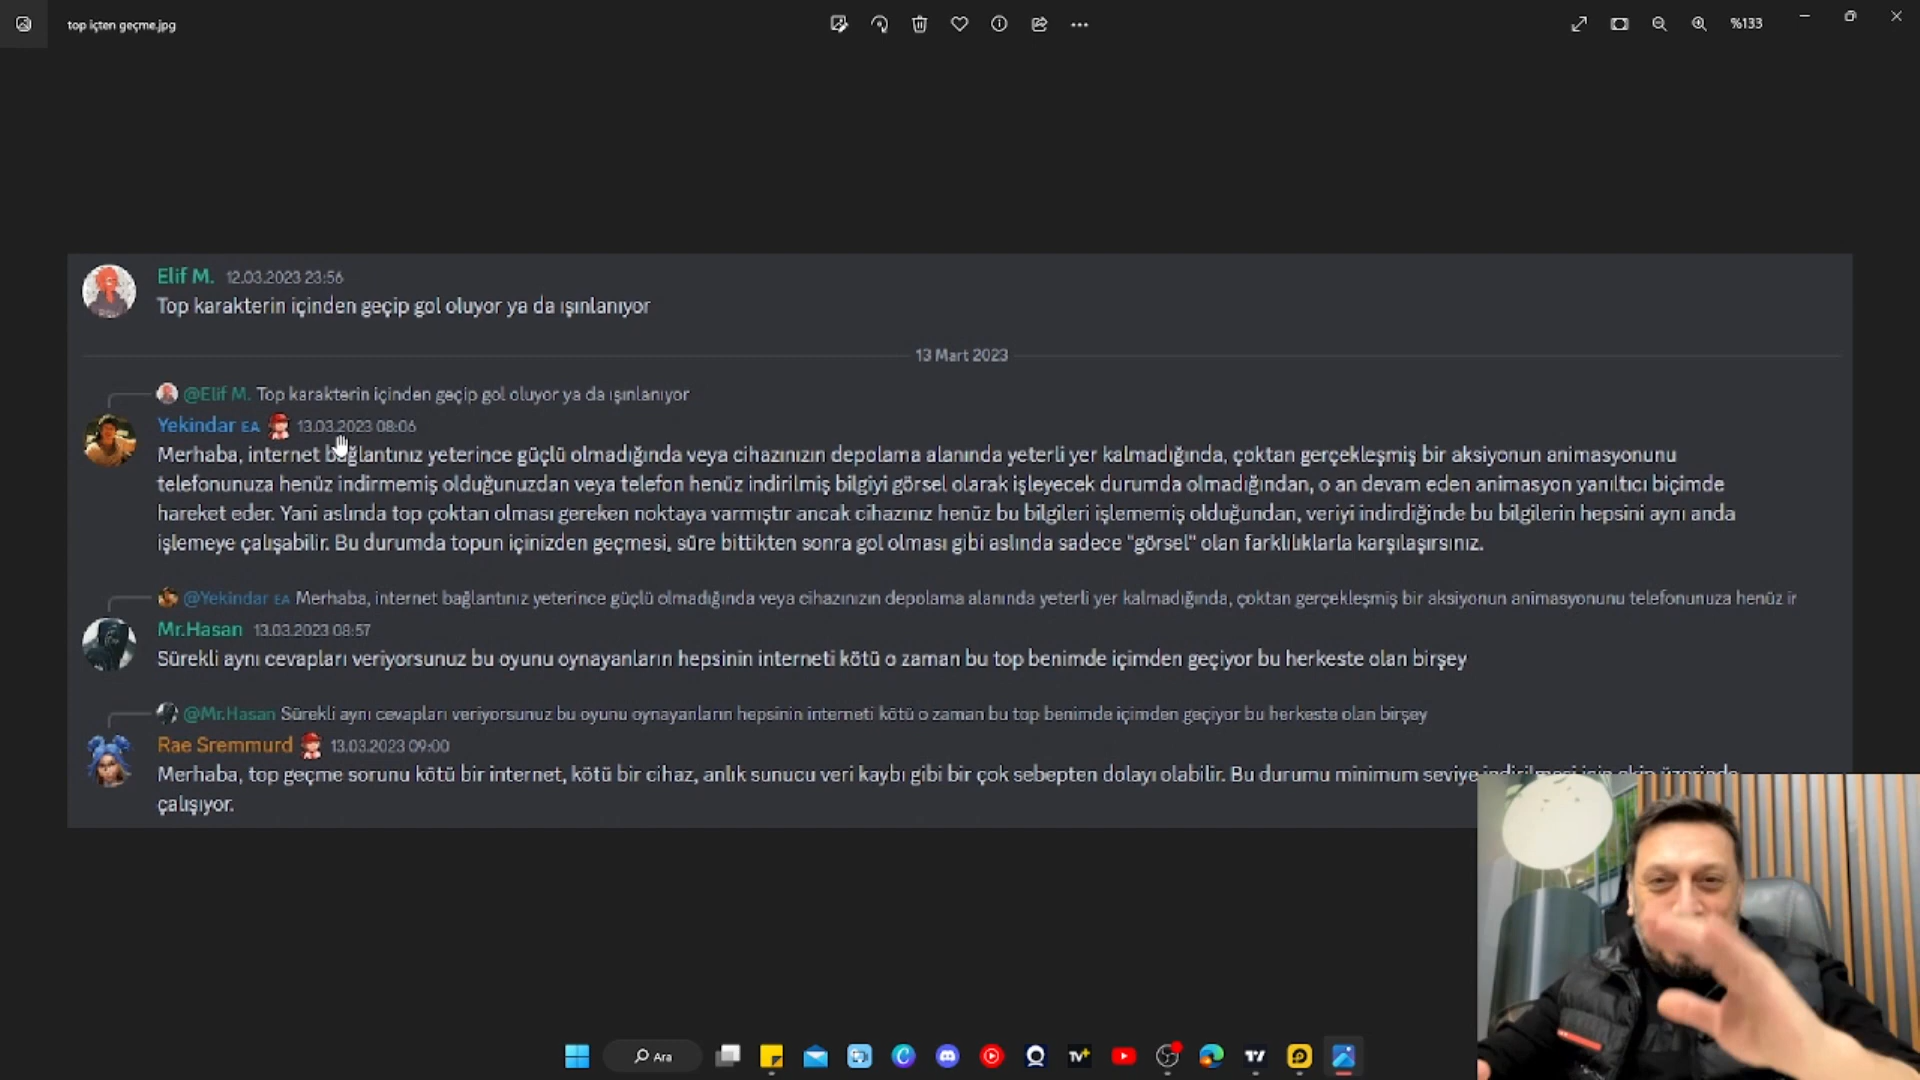 top içten geçme.jpg
%133
Elif M. 12.03.2023 23:56
Top karakterin içinden geçip gol oluyor ya da ışınlanıyor
13 Mart 2023
@Elif M. Top karakterin içinden geçip gol oluyor ya da ışınlanıyor
Yekindar EA 13.03.2023 08:06
Merhaba, internet bağlantınız yeterince güçlü olmadığında veya cihazınızın depolama alanında yeterli yer kalmadığında, çoktan gerçekleşmiş bir aksiyonun animasyonunu
telefonunuza henüz indirmemiş olduğunuzdan veya telefon henüz indirilmiş bilgiyi görsel olarak işleyecek durumda olmadığından, o an devam eden animasyon yanıltıcı biçimde
hareket eder. Yani aslında top çoktan olması gereken noktaya varmıştır ancak cihazınız henüz bu bilgileri işlememiş olduğundan, veriyi indirdiğinde bu bilgilerin hepsini aynı anda
işlemeye çalışabilir. Bu durumda topun içinizden geçmesi, süre bittikten sonra gol olması gibi aslında sadece "görsel" olan farklılıklarla karşılaşırsınız.
@Yekindar EA Merhaba, internet bağlantınız yeterince güçlü olmadığında veya cihazınızın depolama alanında yeterli yer kalmadığında, çoktan gerçekleşmiş bir aksiyonun animasyonunu telefonunuza henüz ir
Mr.Hasan 13.03.2023 08:57
Sürekli aynı cevapları veriyorsunuz bu oyunu oynayanların hepsinin interneti kötü o zaman bu top benimde içimden geçiyor bu herkeste olan birşey
@Mr.Hasan Sürekli aynı cevapları veriyorsunuz bu oyunu oynayanların hepsinin interneti kötü o zaman bu top benimde içimden geçiyor bu herkeste olan birşey
Rae Sremmurd 13.03.2023 09:00
Merhaba, top geçme sorunu kötü bir internet, kötü bir cihaz, anlık sunucu veri kaybı gibi bir çok sebepten dolayı olabilir. Bu durumu minimum seviye
çalışıyor.
Ara
TV+